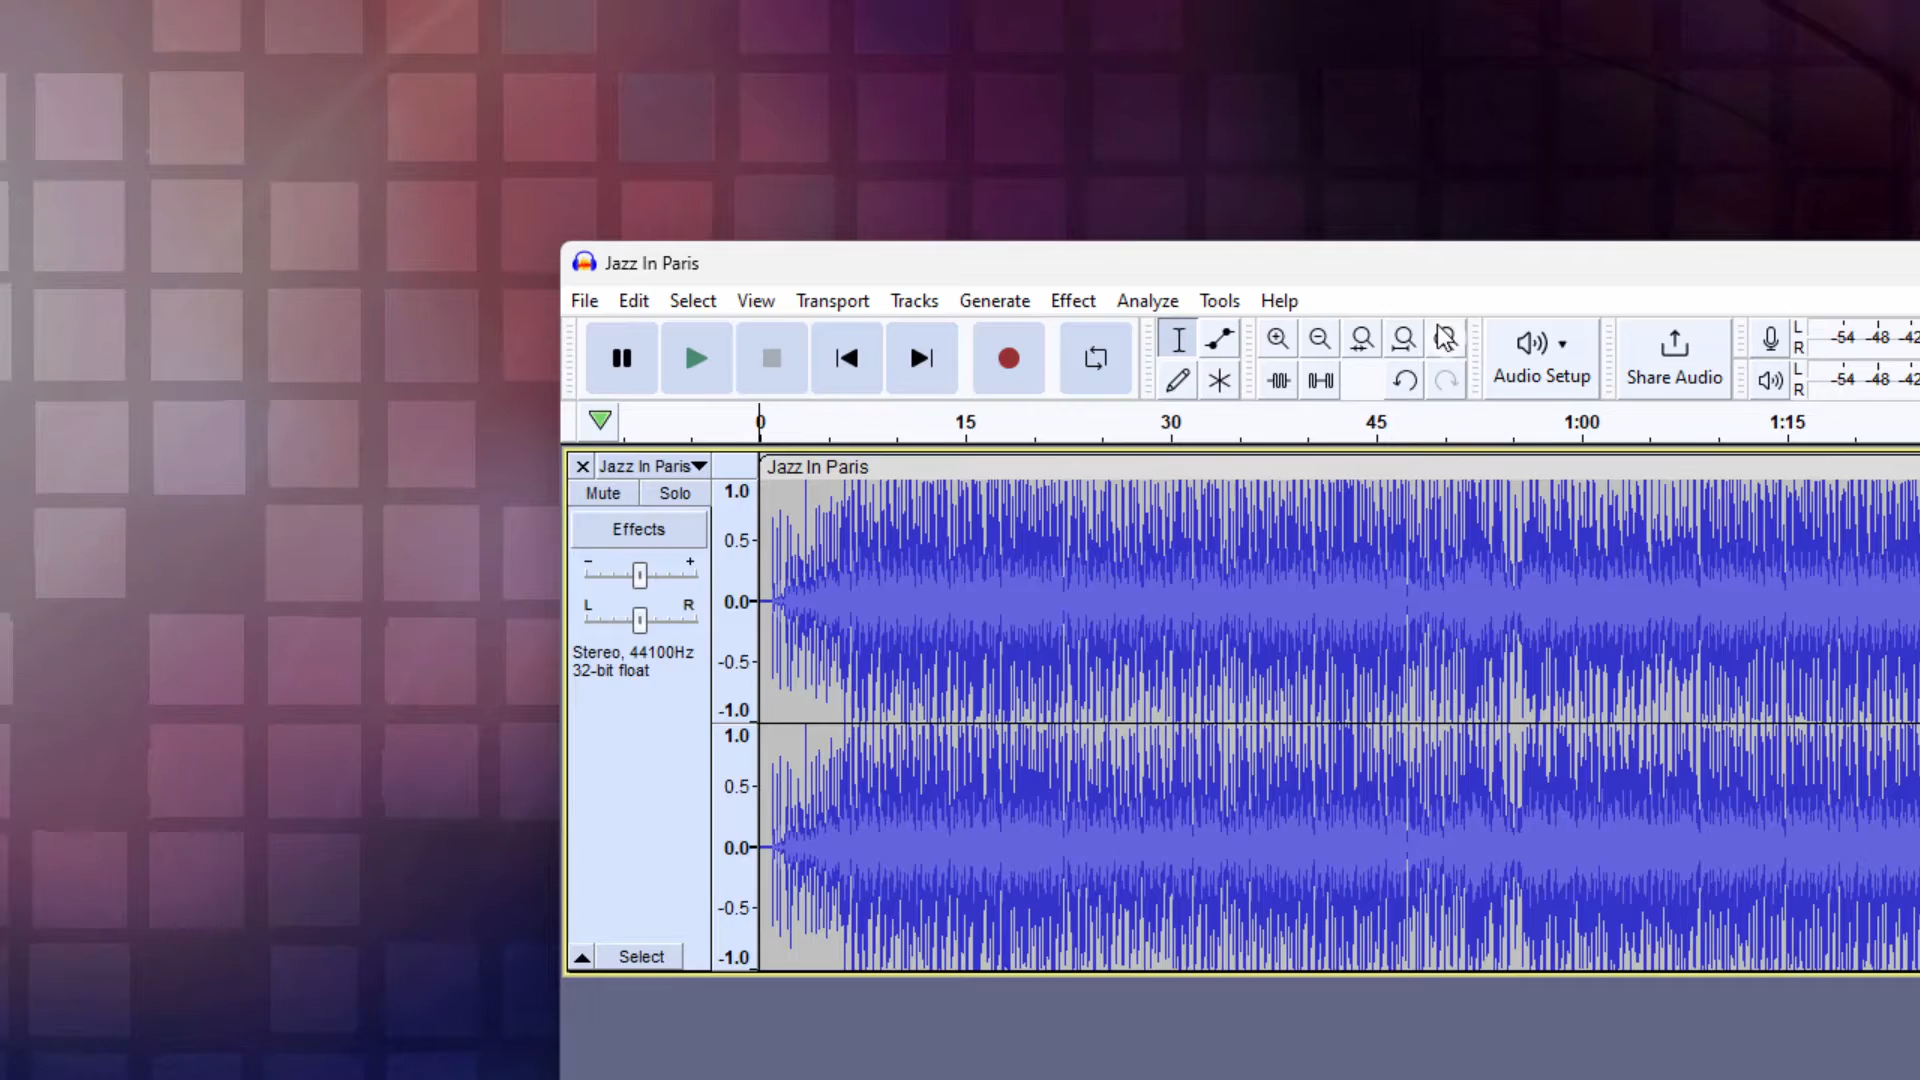 Jazz In Paris
File Edit Select View Transport Tracks Generate Effect Analyze Tools Help
Audio Setup
Share Audio
L
R
-54 -48 -42
L
R
-54 -48 -42
0 15 30 45 1:00 1:15
Jazz In Paris
Mute Solo
Effects
- +
L R
Stereo, 44100Hz
32-bit float
Select
Jazz In Paris
1.0
0.5
0.0
-0.5
-1.0
1.0
0.5
0.0
-0.5
-1.0